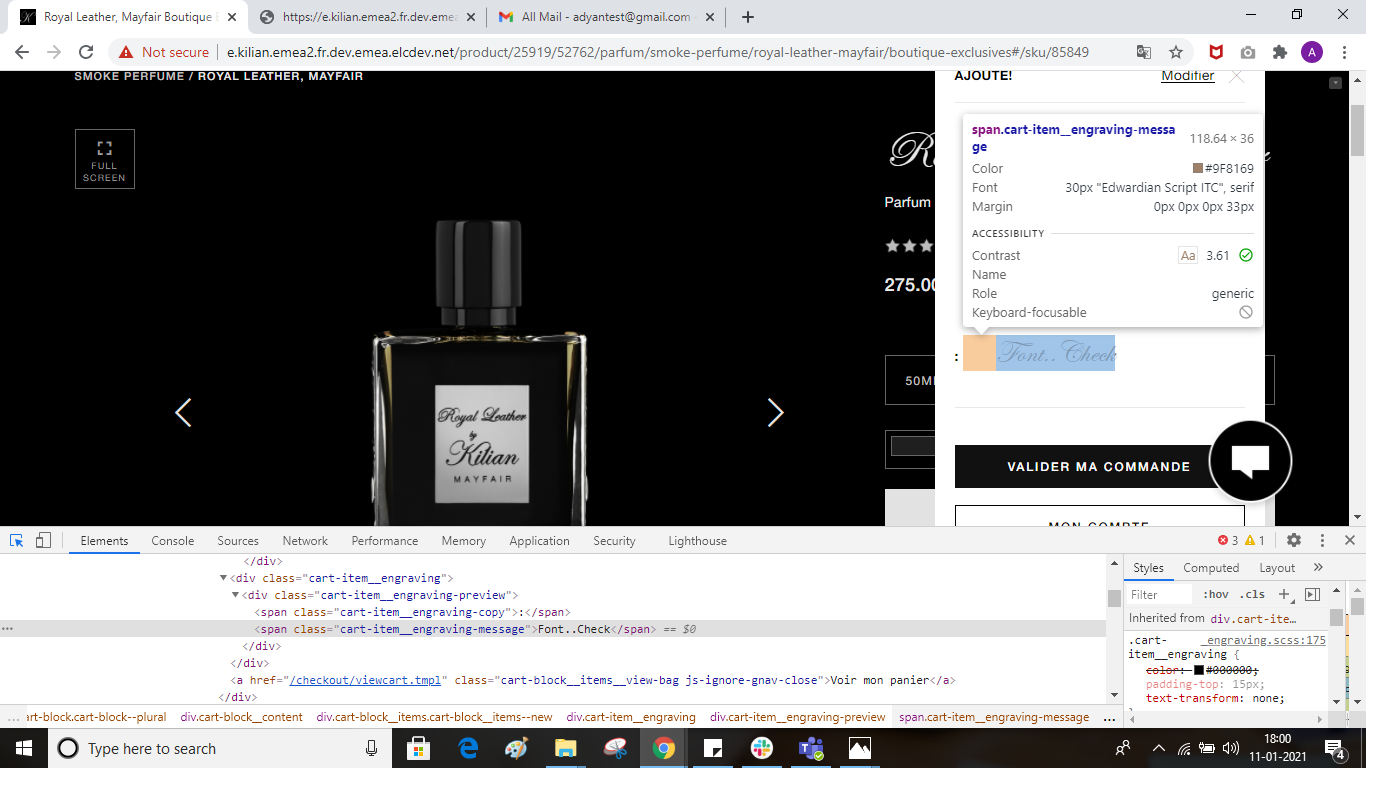 Royal Leather, Mayfair Boutique E
https://e.kilian.emea2.fr.dev.emea
All Mail - adyantest@gmail.com
Not secure
e.kilian.emea2.fr.dev.emea.elcdev.net/product/25919/52762/parfum/smoke-perfume/royal-leather-mayfair/boutique-exclusives#/sku/85849
A
SMOKE PERFUME / ROYAL LEATHER, MAYFAIR
AJOUTE!
Modifier
FULL
SCREEN
Parfum
275.00
50M
Royal Leather
by
Kilian
MAYFAIR
span.cart-item__engraving-messa
ge
118.64 × 36
Color #9F8169
Font 30px "Edwardian Script ITC", serif
Margin 0px 0px 0px 33px
ACCESSIBILITY
Contrast Aa 3.61
Name
Role generic
Keyboard-focusable
: Font.. Check
VALIDER MA COMMANDE
MON COMPTE
Elements Console Sources Network Performance Memory Application Security Lighthouse
3 1
</div>
<div class="cart-item__engraving">
<div class="cart-item__engraving-preview">
<span class="cart-item__engraving-copy">:</span>
<span class="cart-item__engraving-message">Font..Check</span> == $0
</div>
</div>
<a href="/checkout/viewcart.tmpl" class="cart-block__items__view-bag js-ignore-gnav-close">Voir mon panier</a>
</div>
... art-block.cart-block--plural div.cart-block__content div.cart-block__items.cart-block__items--new div.cart-item__engraving div.cart-item__engraving-preview span.cart-item__engraving-message ...
Styles Computed Layout
Filter :hov .cls
Inherited from div.cart-ite…
.cart- _engraving.scss:175
item__engraving {
color: #000000;
padding-top: 15px;
text-transform: none;
Type here to search
18:00
11-01-2021
4